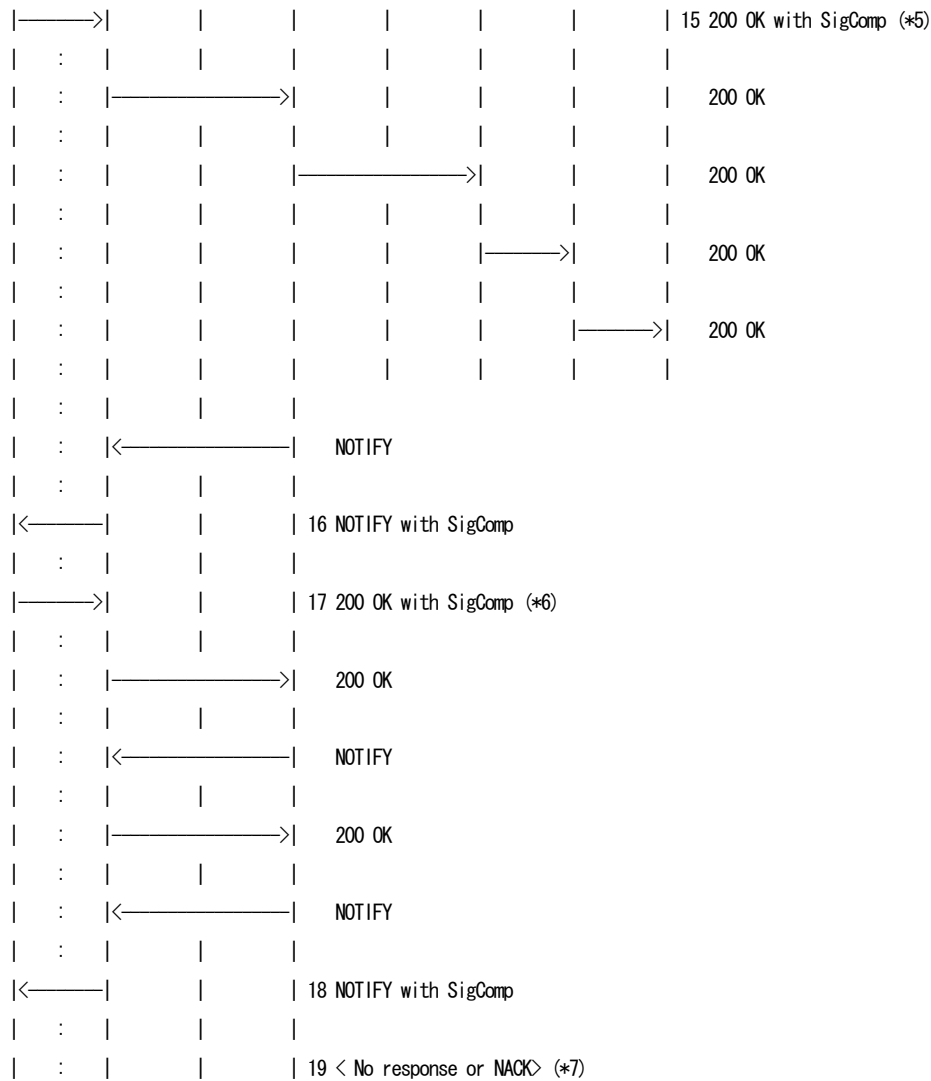 15 200 OK with SigComp (*5)
200 OK
200 OK
200 OK
200 OK
NOTIFY
16 NOTIFY with SigComp
17 200 OK with SigComp (*6)
200 OK
NOTIFY
200 OK
NOTIFY
18 NOTIFY with SigComp
19 < No response or NACK> (*7)